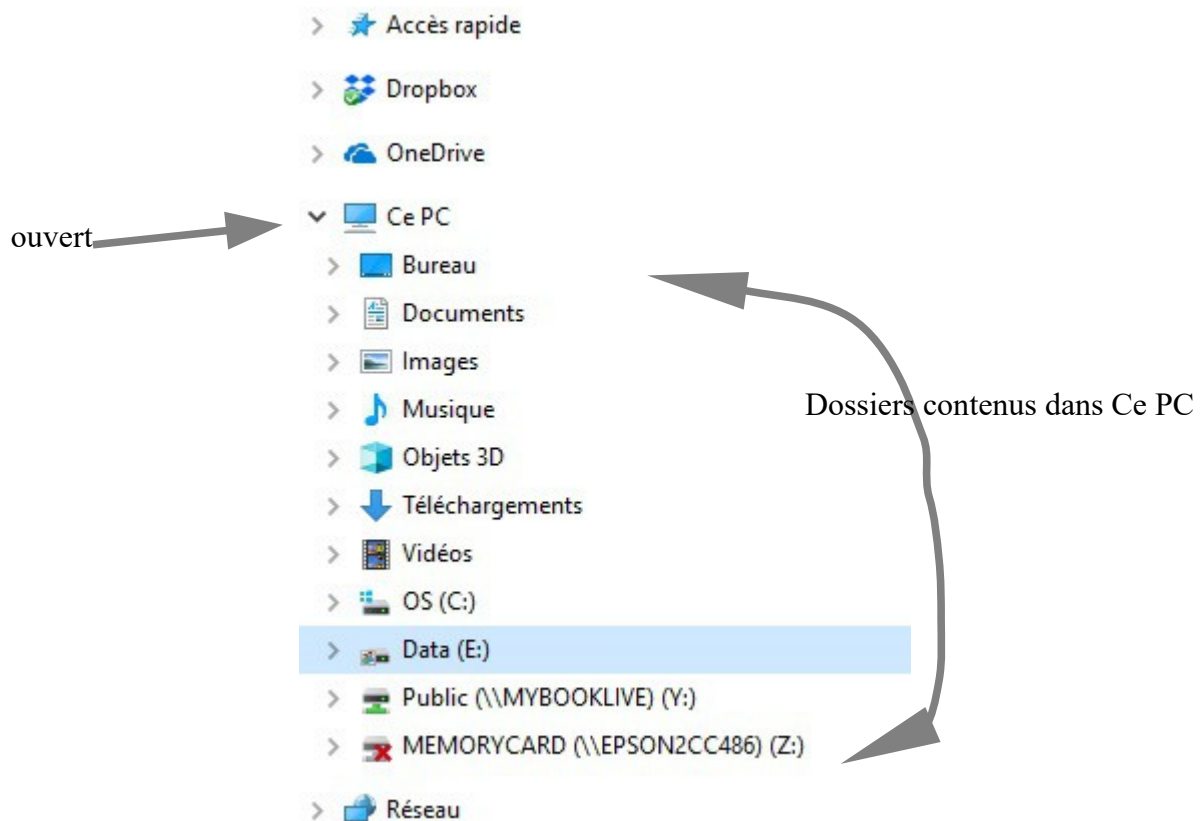 Accès rapide
Dropbox
OneDrive
Ce PC
ouvert
Bureau
Documents
Images
Musique
Dossiers contenus dans Ce PC
Objets 3D
Téléchargements
Vidéos
OS (C:)
Data (E:)
Public (\\MYBOOKLIVE) (Y:)
MEMORYCARD (\\EPSON2CC486) (Z:)
Réseau